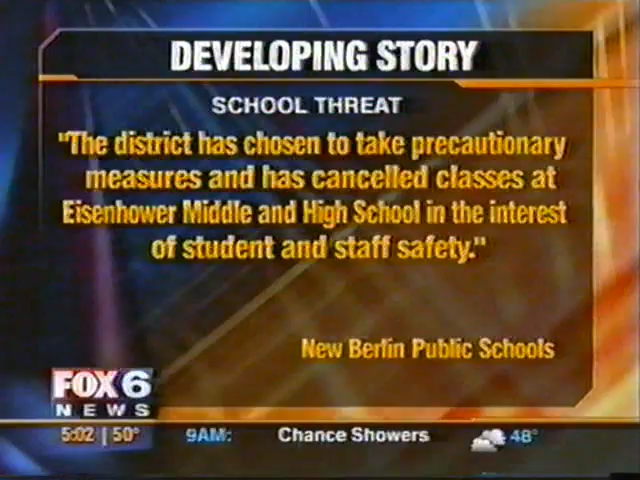 DEVELOPING STORY
SCHOOL THREAT
"The district has chosen to take precautionary
measures and has cancelled classes at
Eisenhower Middle and High School in the interest
of student and staff safety."
New Berlin Public Schools
FOX 6
NEWS
5:02 | 50° 9AM: Chance Showers 48°